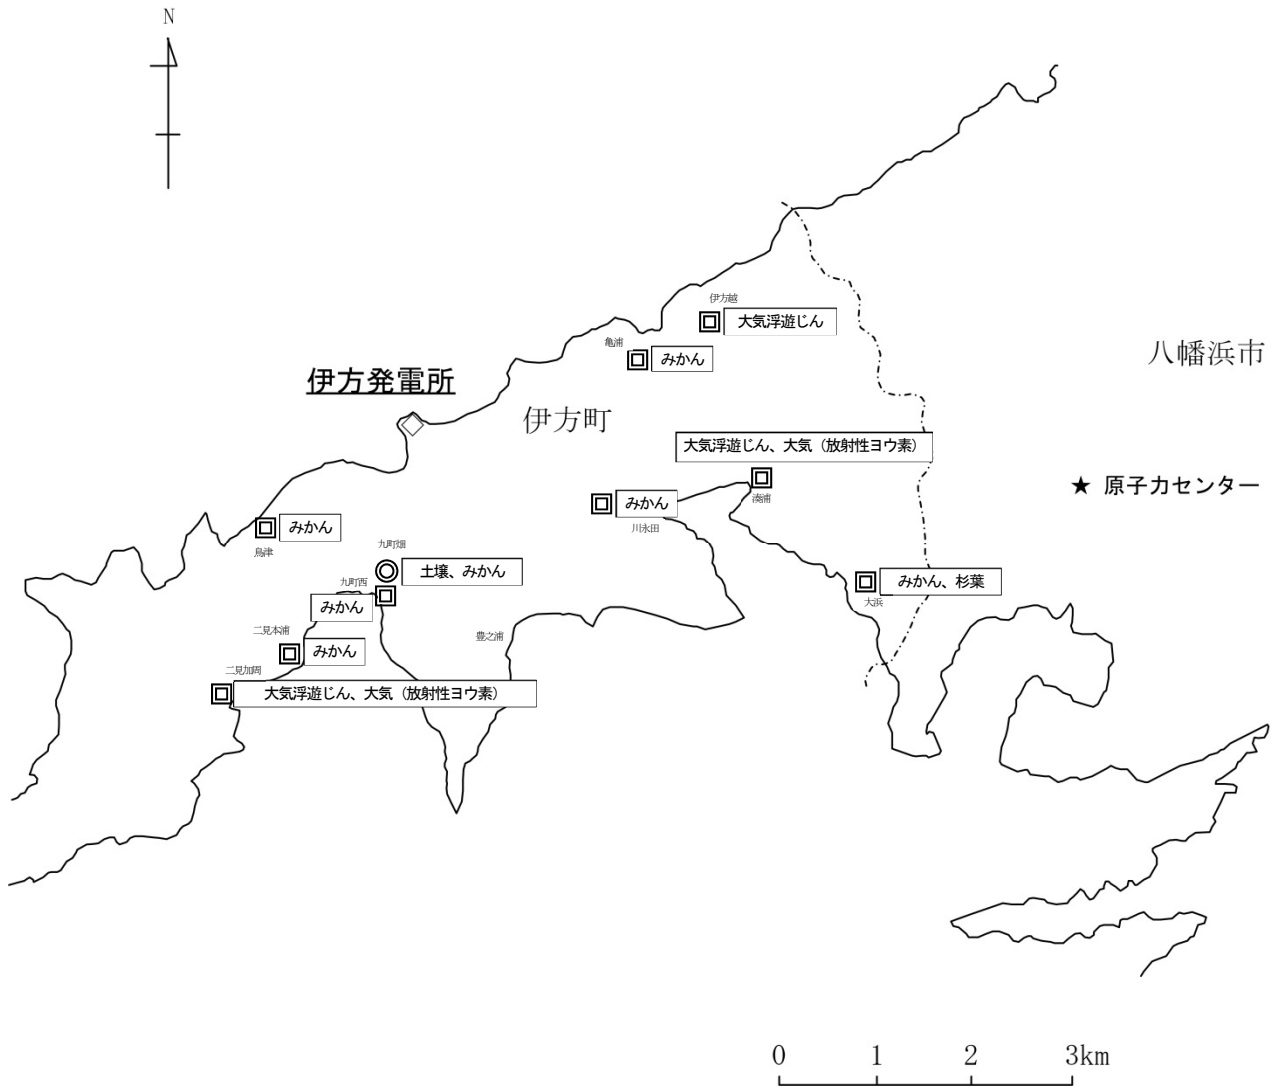 N
伊方越
大気浮遊じん
亀浦
みかん
八幡浜市
伊方発電所
伊方町
大気浮遊じん、大気（放射性ヨウ素）
湊浦
★ 原子力センター
みかん
川永田
みかん
鳥津
九町畑
土壌、みかん
九町西
みかん
みかん、杉葉
大浜
二見本浦
みかん
豊之浦
二見加周
大気浮遊じん、大気（放射性ヨウ素）
0 1 2 3km